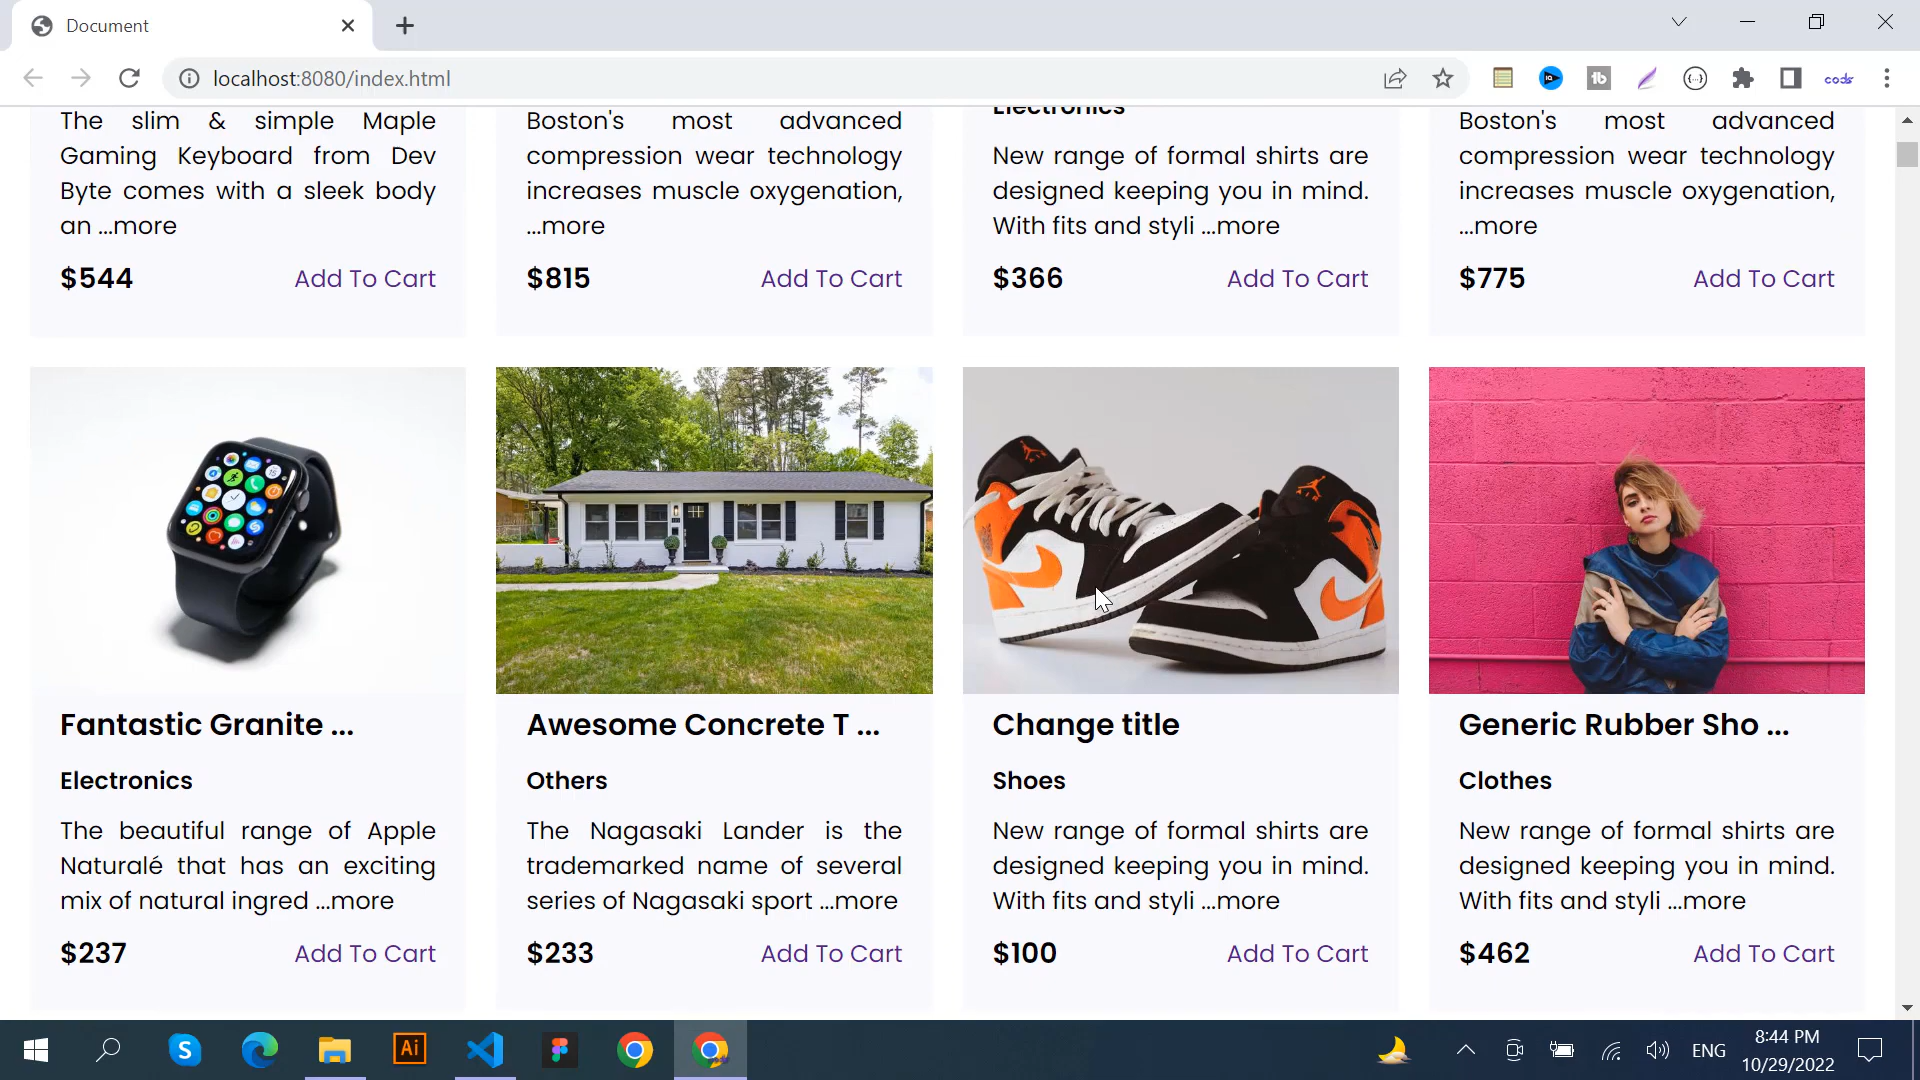 Document
localhost:8080/index.html
The slim & simple Maple
Gaming Keyboard from Dev
Byte comes with a sleek body
an ...more
$544 Add To Cart
Boston's most advanced
compression wear technology
increases muscle oxygenation,
...more
$815 Add To Cart
Electronics
New range of formal shirts are
designed keeping you in mind.
With fits and styli ...more
$366 Add To Cart
Boston's most advanced
compression wear technology
increases muscle oxygenation,
...more
$775 Add To Cart
Fantastic Granite ...
Electronics
The beautiful range of Apple
Naturalé that has an exciting
mix of natural ingred ...more
$237 Add To Cart
Awesome Concrete T ...
Others
The Nagasaki Lander is the
trademarked name of several
series of Nagasaki sport ...more
$233 Add To Cart
Change title
Shoes
New range of formal shirts are
designed keeping you in mind.
With fits and styli ...more
$100 Add To Cart
Generic Rubber Sho ...
Clothes
New range of formal shirts are
designed keeping you in mind.
With fits and styli ...more
$462 Add To Cart
Ai
ENG
8:44 PM
10/29/2022